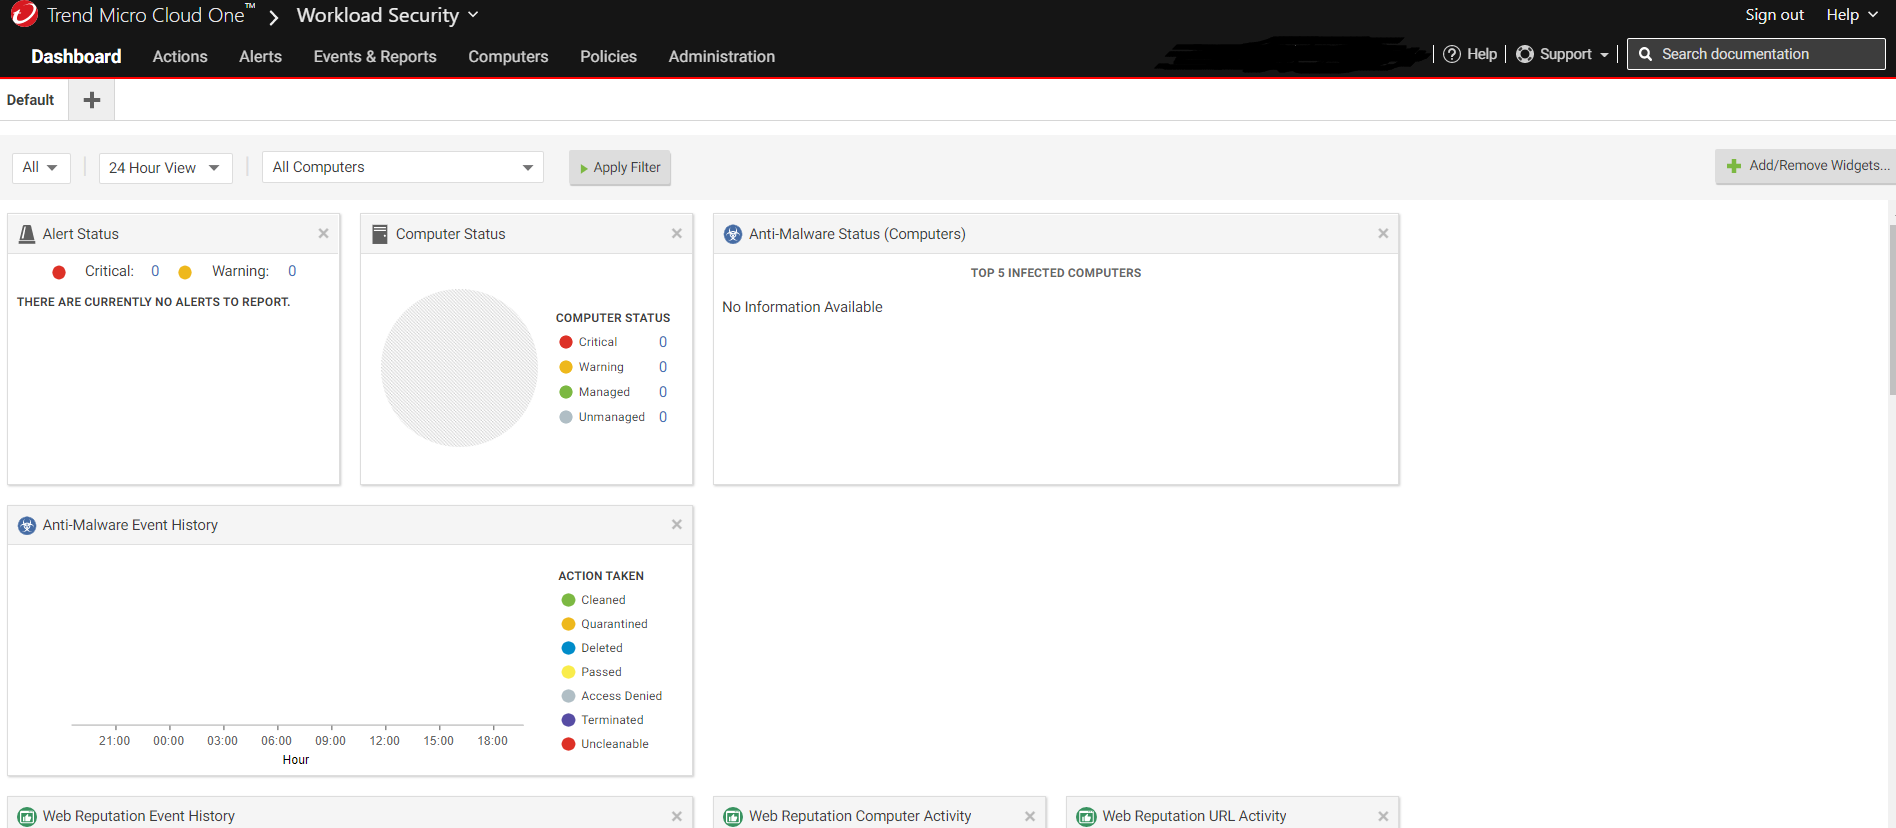 Trend Micro Cloud One™ > Workload Security
Sign out Help
Dashboard Actions Alerts Events & Reports Computers Policies Administration
Help Support Search documentation
Default
All 24 Hour View All Computers Apply Filter Add/Remove Widgets...
Alert Status
Critical: 0 Warning: 0
THERE ARE CURRENTLY NO ALERTS TO REPORT.
Computer Status
COMPUTER STATUS
Critical 0
Warning 0
Managed 0
Unmanaged 0
Anti-Malware Status (Computers)
TOP 5 INFECTED COMPUTERS
No Information Available
Anti-Malware Event History
ACTION TAKEN
Cleaned
Quarantined
Deleted
Passed
Access Denied
Terminated
Uncleanable
21:00 00:00 03:00 06:00 09:00 12:00 15:00 18:00
Hour
Web Reputation Event History
Web Reputation Computer Activity
Web Reputation URL Activity